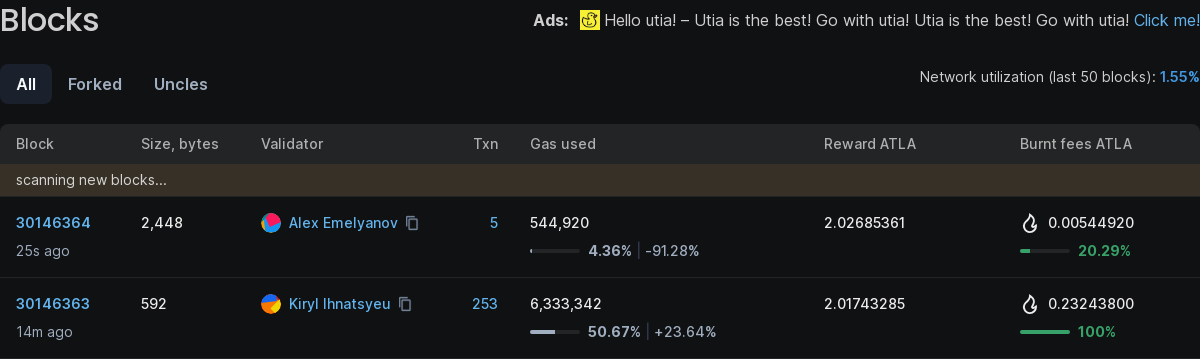 Blocks
Ads: Hello utia! – Utia is the best! Go with utia! Utia is the best! Go with utia! Click me!
All Forked Uncles
Network utilization (last 50 blocks): 1.55%
Block Size, bytes Validator Txn Gas used Reward ATLA Burnt fees ATLA
scanning new blocks...
30146364 2,448 Alex Emelyanov 5 544,920 2.02685361 0.00544920
25s ago 4.36% | -91.28% 20.29%
30146363 592 Kiryl Ihnatsyeu 253 6,333,342 2.01743285 0.23243800
14m ago 50.67% | +23.64% 100%